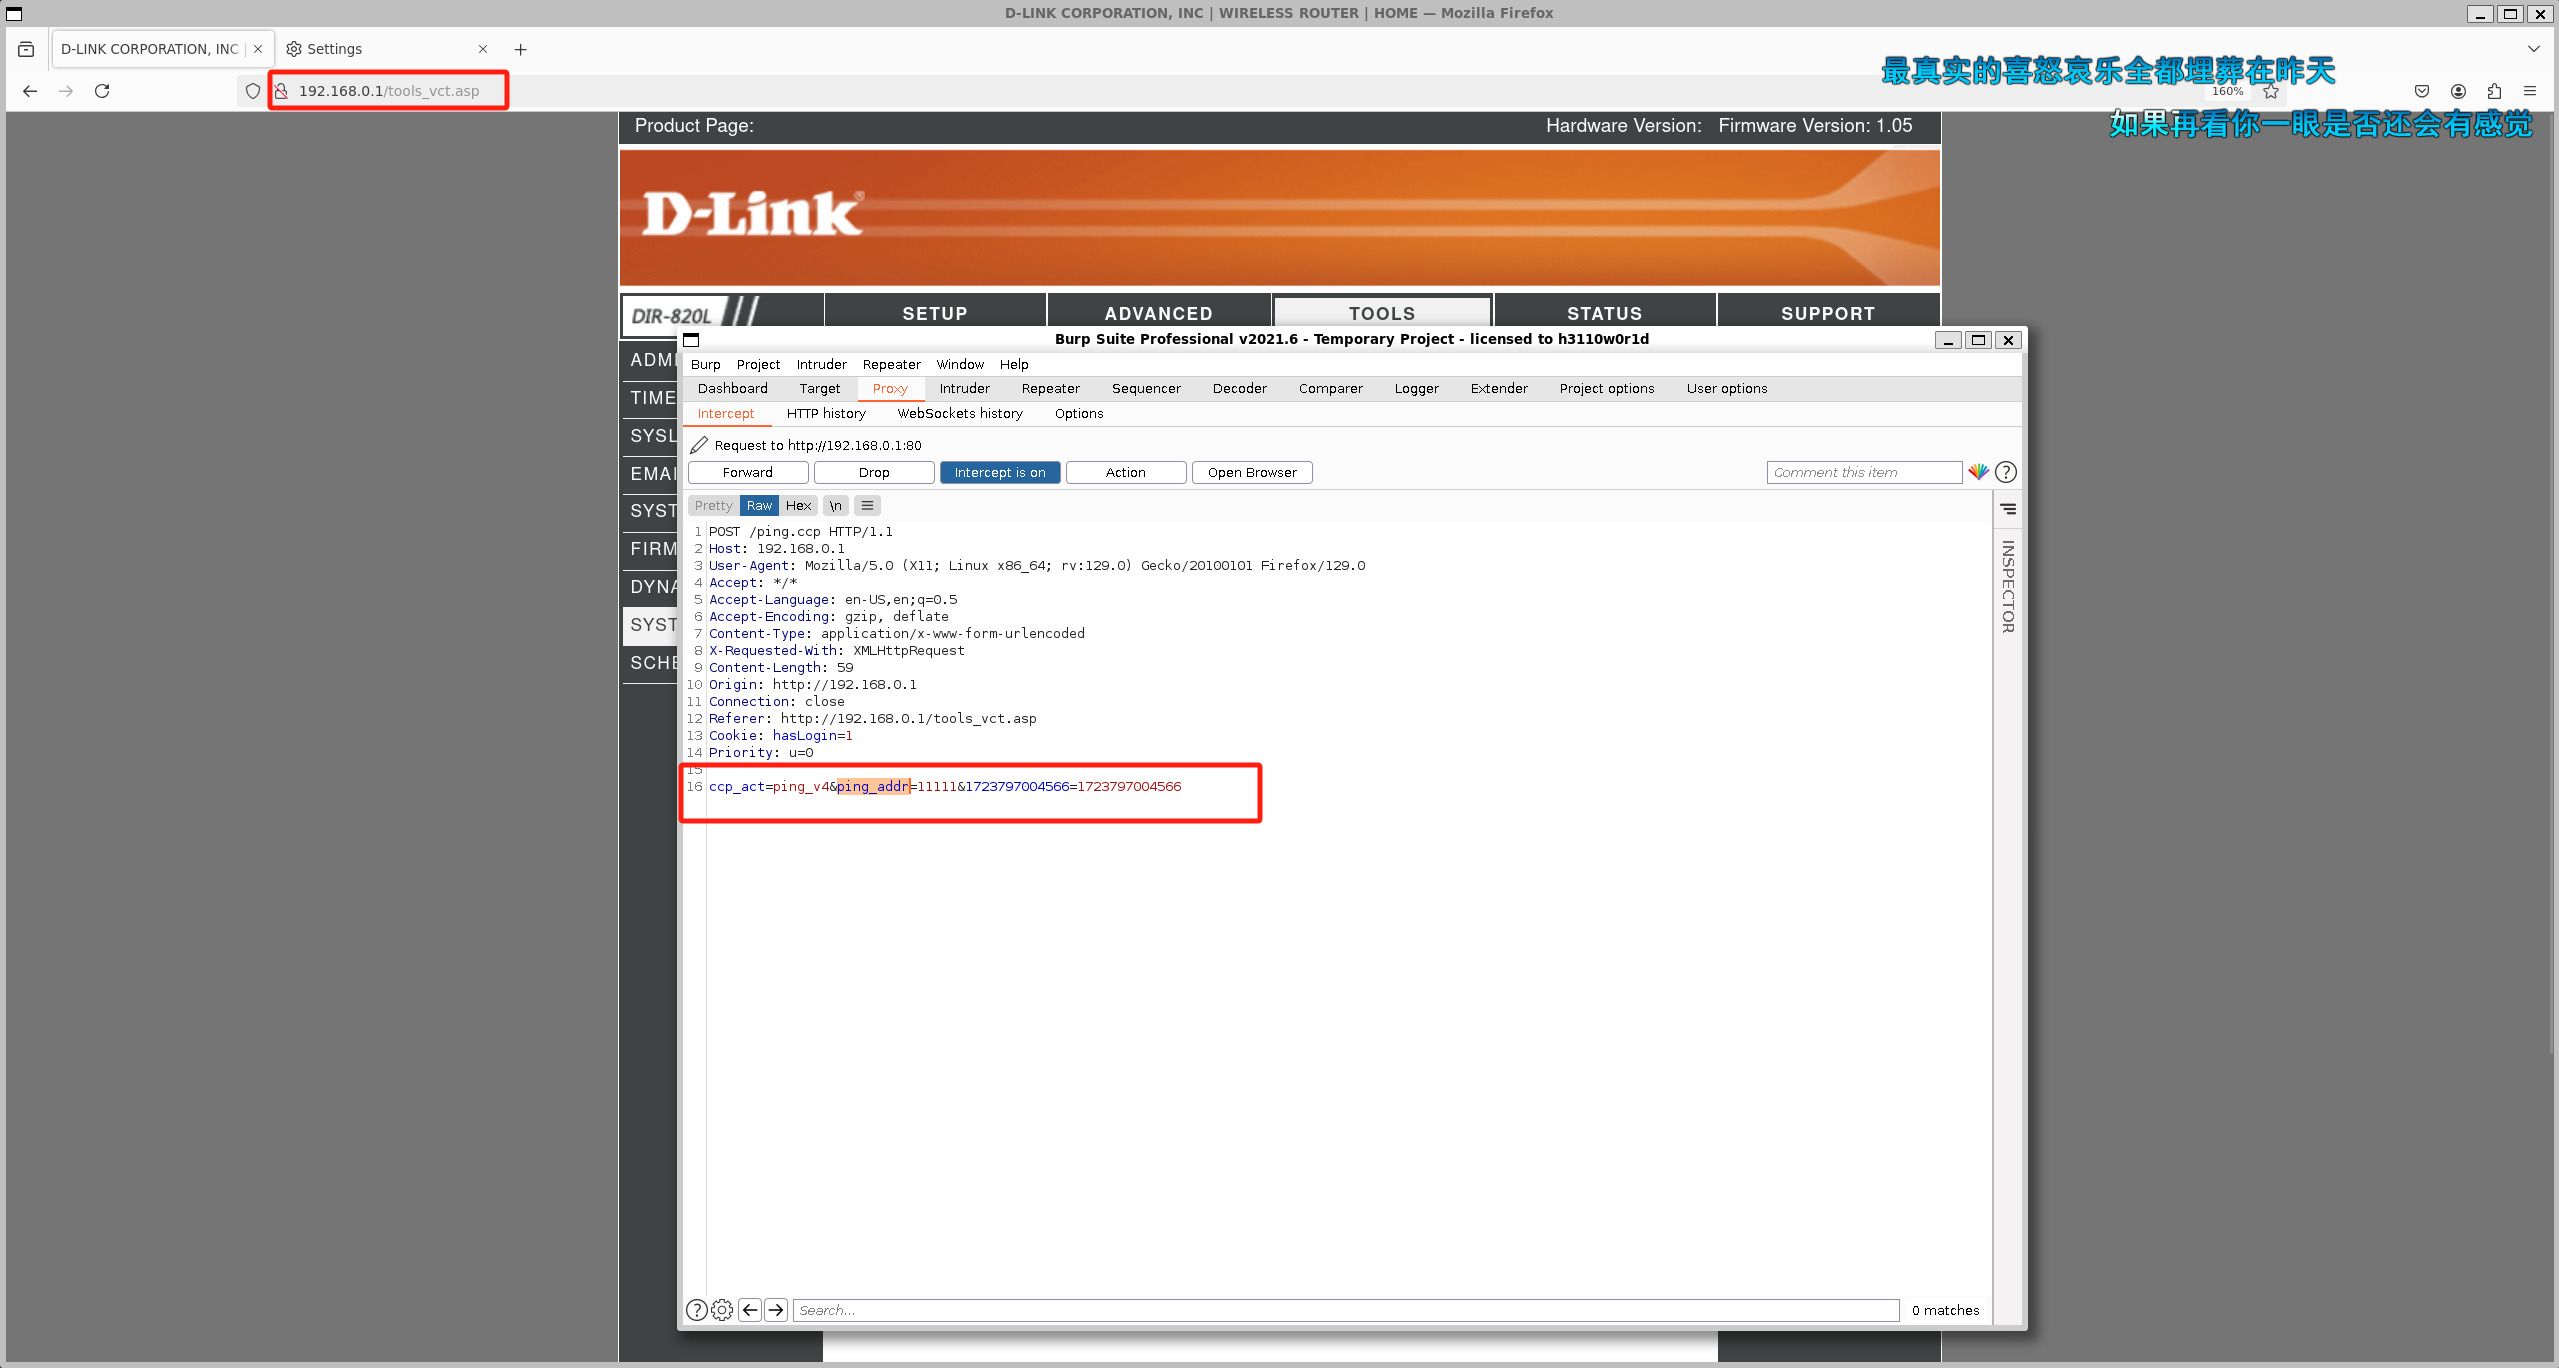 D-LINK CORPORATION, INC | WIRELESS ROUTER | HOME — Mozilla Firefox
D-LINK CORPORATION, INC |
Settings
最真实的喜怒哀乐全都埋葬在昨天
192.168.0.1/tools_vct.asp
160%
如果再看你一眼是否还会有感觉
Product Page:
Hardware Version: Firmware Version: 1.05
D-Link
DIR-820L
SETUP
ADVANCED
TOOLS
STATUS
SUPPORT
Burp Suite Professional v2021.6 - Temporary Project - licensed to h3110w0r1d
ADMI
TIME
SYSL
EMAI
SYST
FIRM
DYNA
SYST
SCHE
Burp Project Intruder Repeater Window Help
Dashboard Target Proxy Intruder Repeater Sequencer Decoder Comparer Logger Extender Project options User options
Intercept HTTP history WebSockets history Options
Request to http://192.168.0.1:80
Forward Drop Intercept is on Action Open Browser Comment this item ?
Pretty Raw Hex \n
INSPECTOR
1 POST /ping.ccp HTTP/1.1
2 Host: 192.168.0.1
3 User-Agent: Mozilla/5.0 (X11; Linux x86_64; rv:129.0) Gecko/20100101 Firefox/129.0
4 Accept: */*
5 Accept-Language: en-US,en;q=0.5
6 Accept-Encoding: gzip, deflate
7 Content-Type: application/x-www-form-urlencoded
8 X-Requested-With: XMLHttpRequest
9 Content-Length: 59
10 Origin: http://192.168.0.1
11 Connection: close
12 Referer: http://192.168.0.1/tools_vct.asp
13 Cookie: hasLogin=1
14 Priority: u=0
15
16 ccp_act=ping_v4&ping_addr=11111&1723797004566=1723797004566
? Search... 0 matches